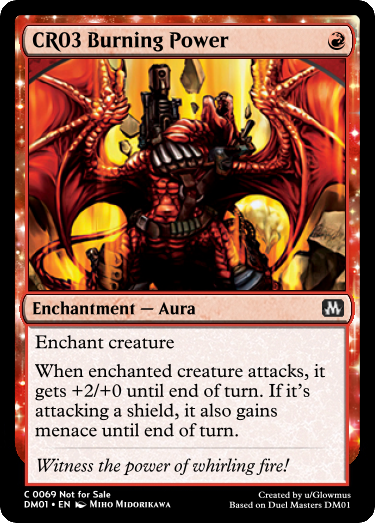 CR03 Burning Power
Enchantment — Aura
Enchant creature
When enchanted creature attacks, it
gets +2/+0 until end of turn. If it's
attacking a shield, it also gains
menace until end of turn.
Witness the power of whirling fire!
C 0069 Not for Sale
DM01 • EN Miho Midorikawa
Created by u/Glowmus
Based on Duel Masters DM01